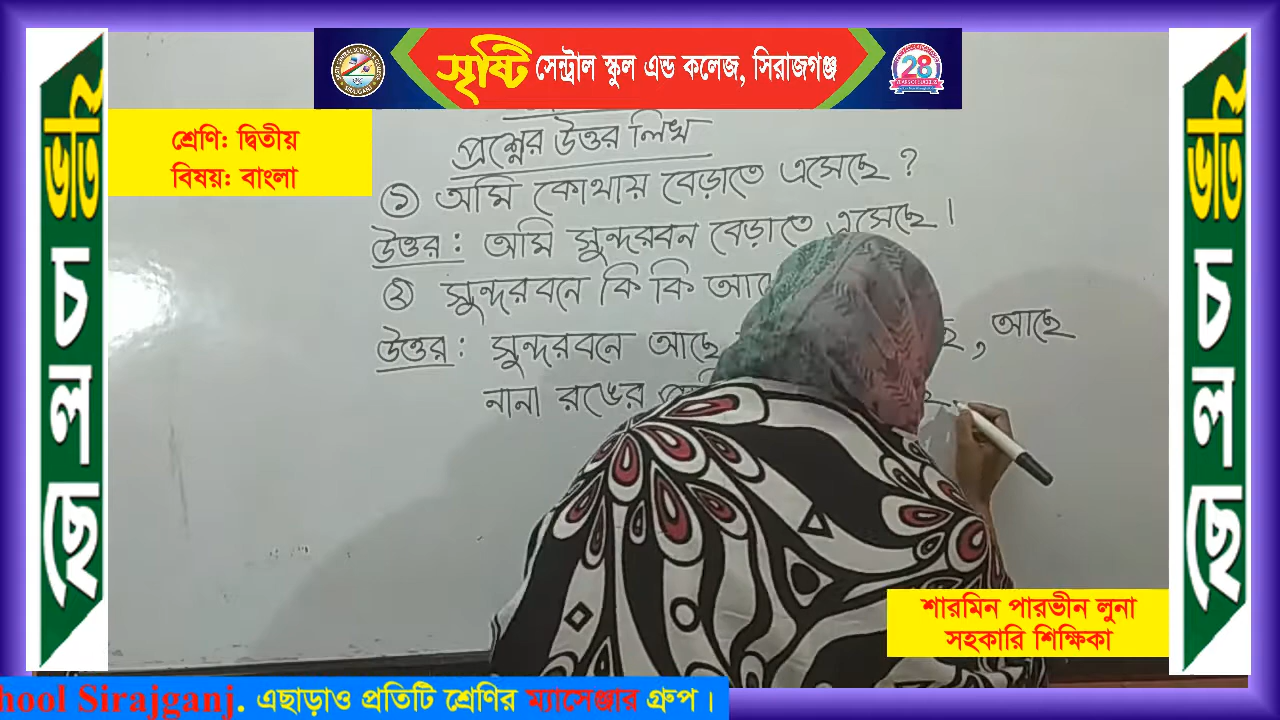 সৃষ্টি সেন্ট্রাল স্কুল এন্ড কলেজ, সিরাজগঞ্জ
28
শ্রেণি: দ্বিতীয়
বিষয়: বাংলা
ভর্তি চলছে
ভর্তি চলছে
প্রশ্নের উত্তর লিখ
১ অমি কোথায় বেড়াতে এসেছে ?
উত্তর : অমি সুন্দরবন বেড়াতে এসেছে ।
২ সুন্দরবনে কি কি
উত্তর : সুন্দরবনে আছে , আছে
নানা রঙের
শারমিন পারভীন লুনা
সহকারি শিক্ষিকা
hool Sirajganj. এছাড়াও প্রতিটি শ্রেণির ম্যাসেঞ্জার গ্রুপ ।